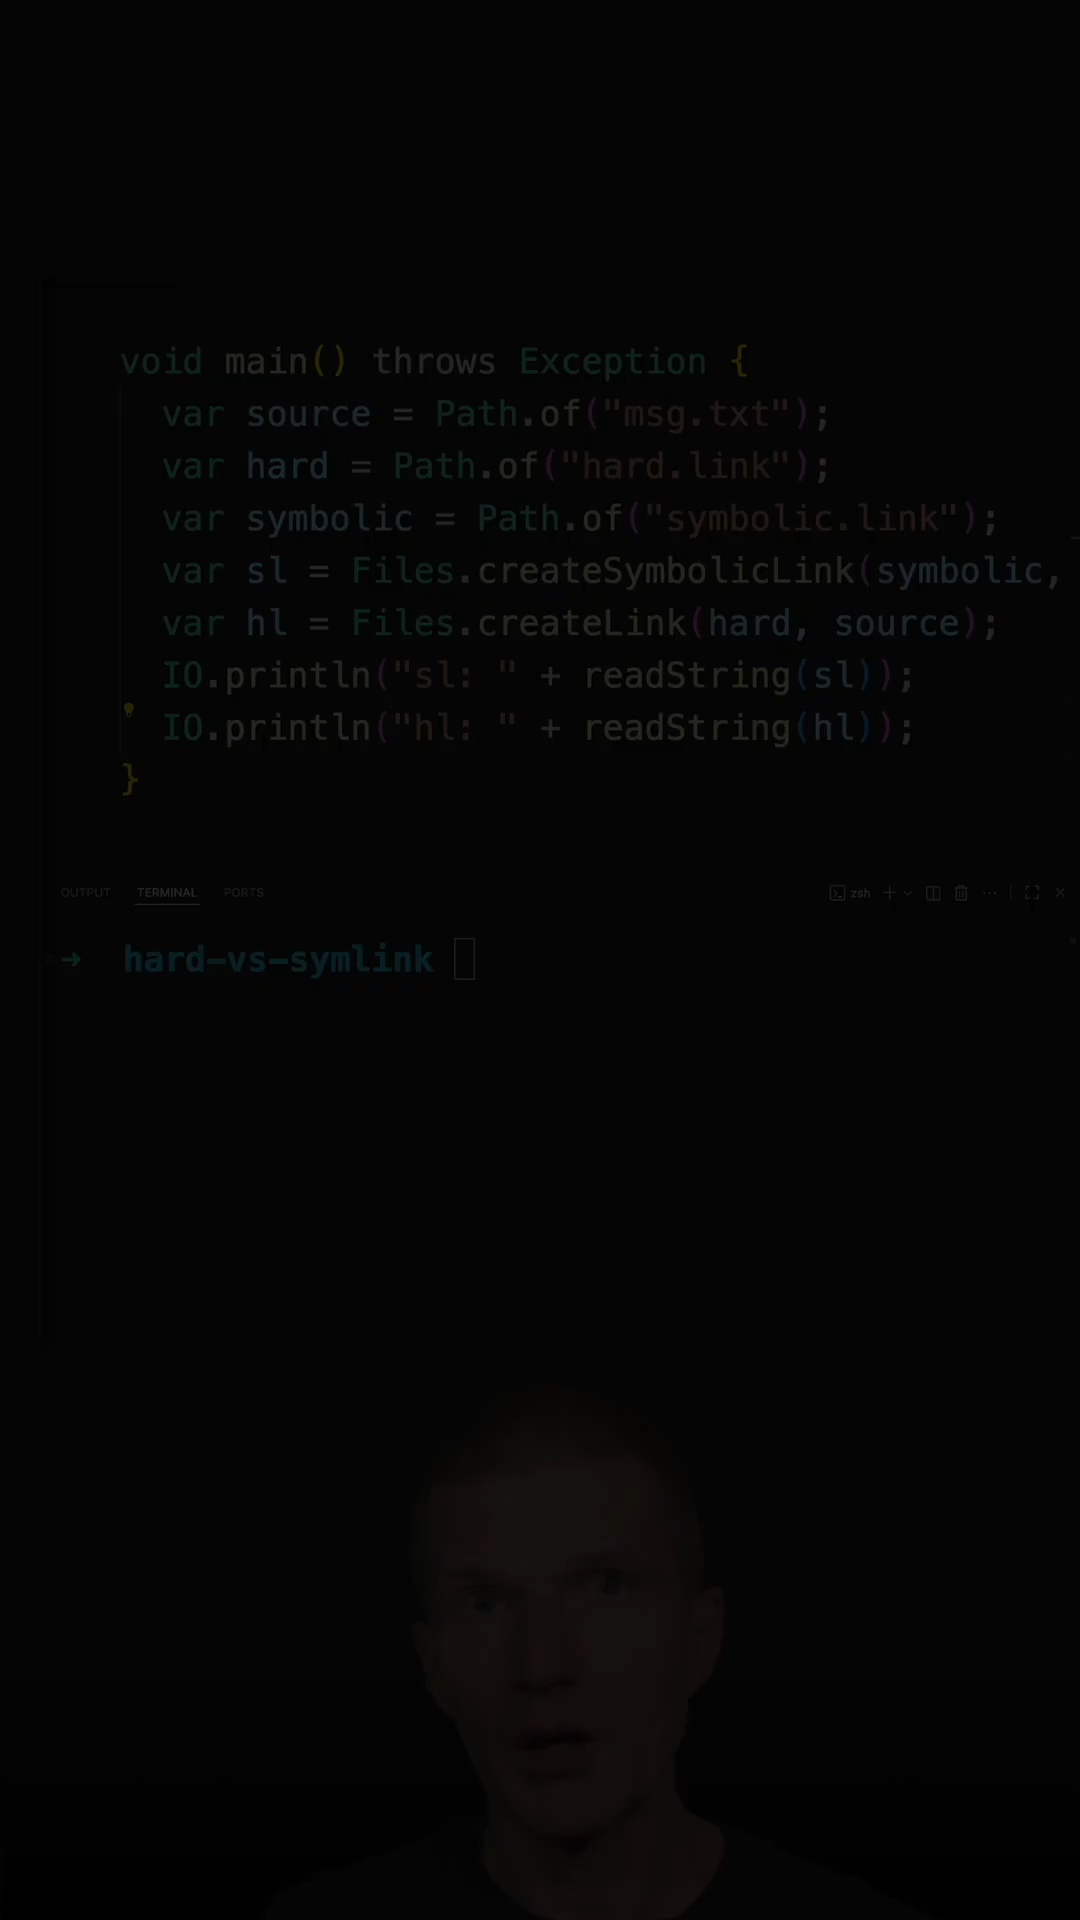 void main() throws Exception {
var source = Path.of("msg.txt");
var hard = Path.of("hard.link");
var symbolic = Path.of("symbolic.link");
var sl = Files.createSymbolicLink(symbolic,
var hl = Files.createLink(hard, source);
IO.println("sl: " + readString(sl));
IO.println("hl: " + readString(hl));
}
OUTPUT TERMINAL PORTS zsh
➜ hard-vs-symlink